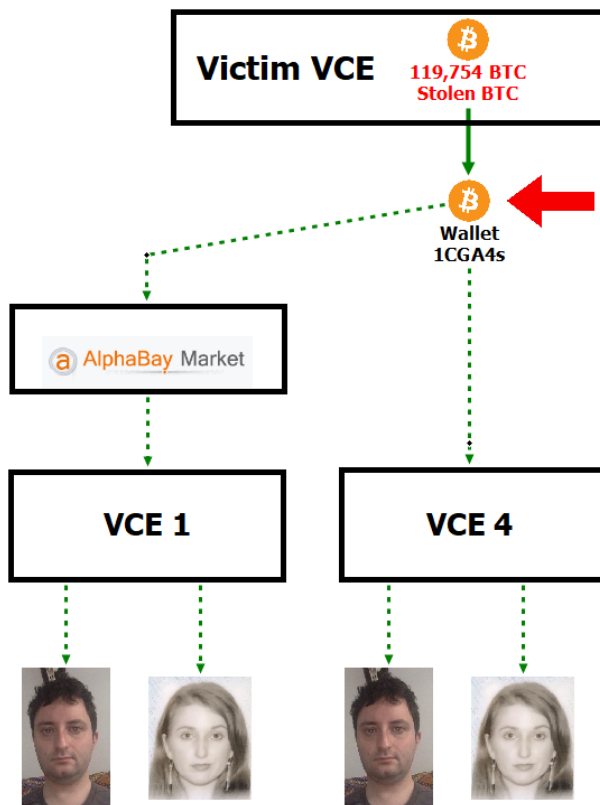 Victim VCE
119,754 BTC
Stolen BTC
Wallet
1CGA4s
a AlphaBay Market
VCE 1
VCE 4